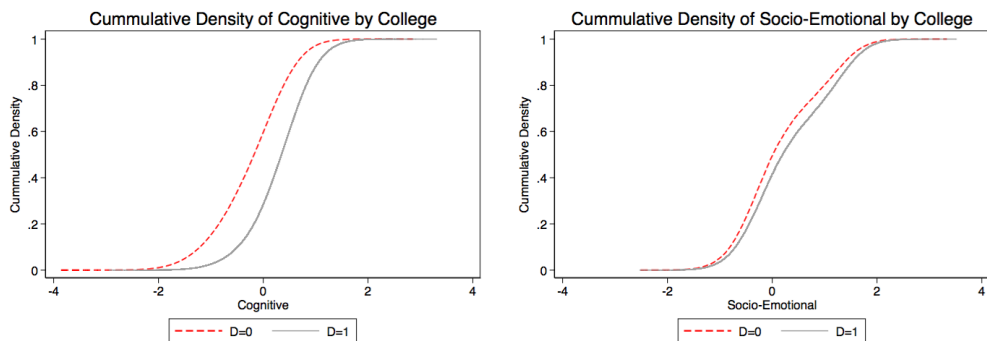 Cummulative Density of Cognitive by College
Cummulative Density
1
.8
.6
.4
.2
0
-4 -2 0 2 4
Cognitive
D=0 D=1
Cummulative Density of Socio-Emotional by College
Cummulative Density
1
.8
.6
.4
.2
0
-4 -2 0 2 4
Socio-Emotional
D=0 D=1